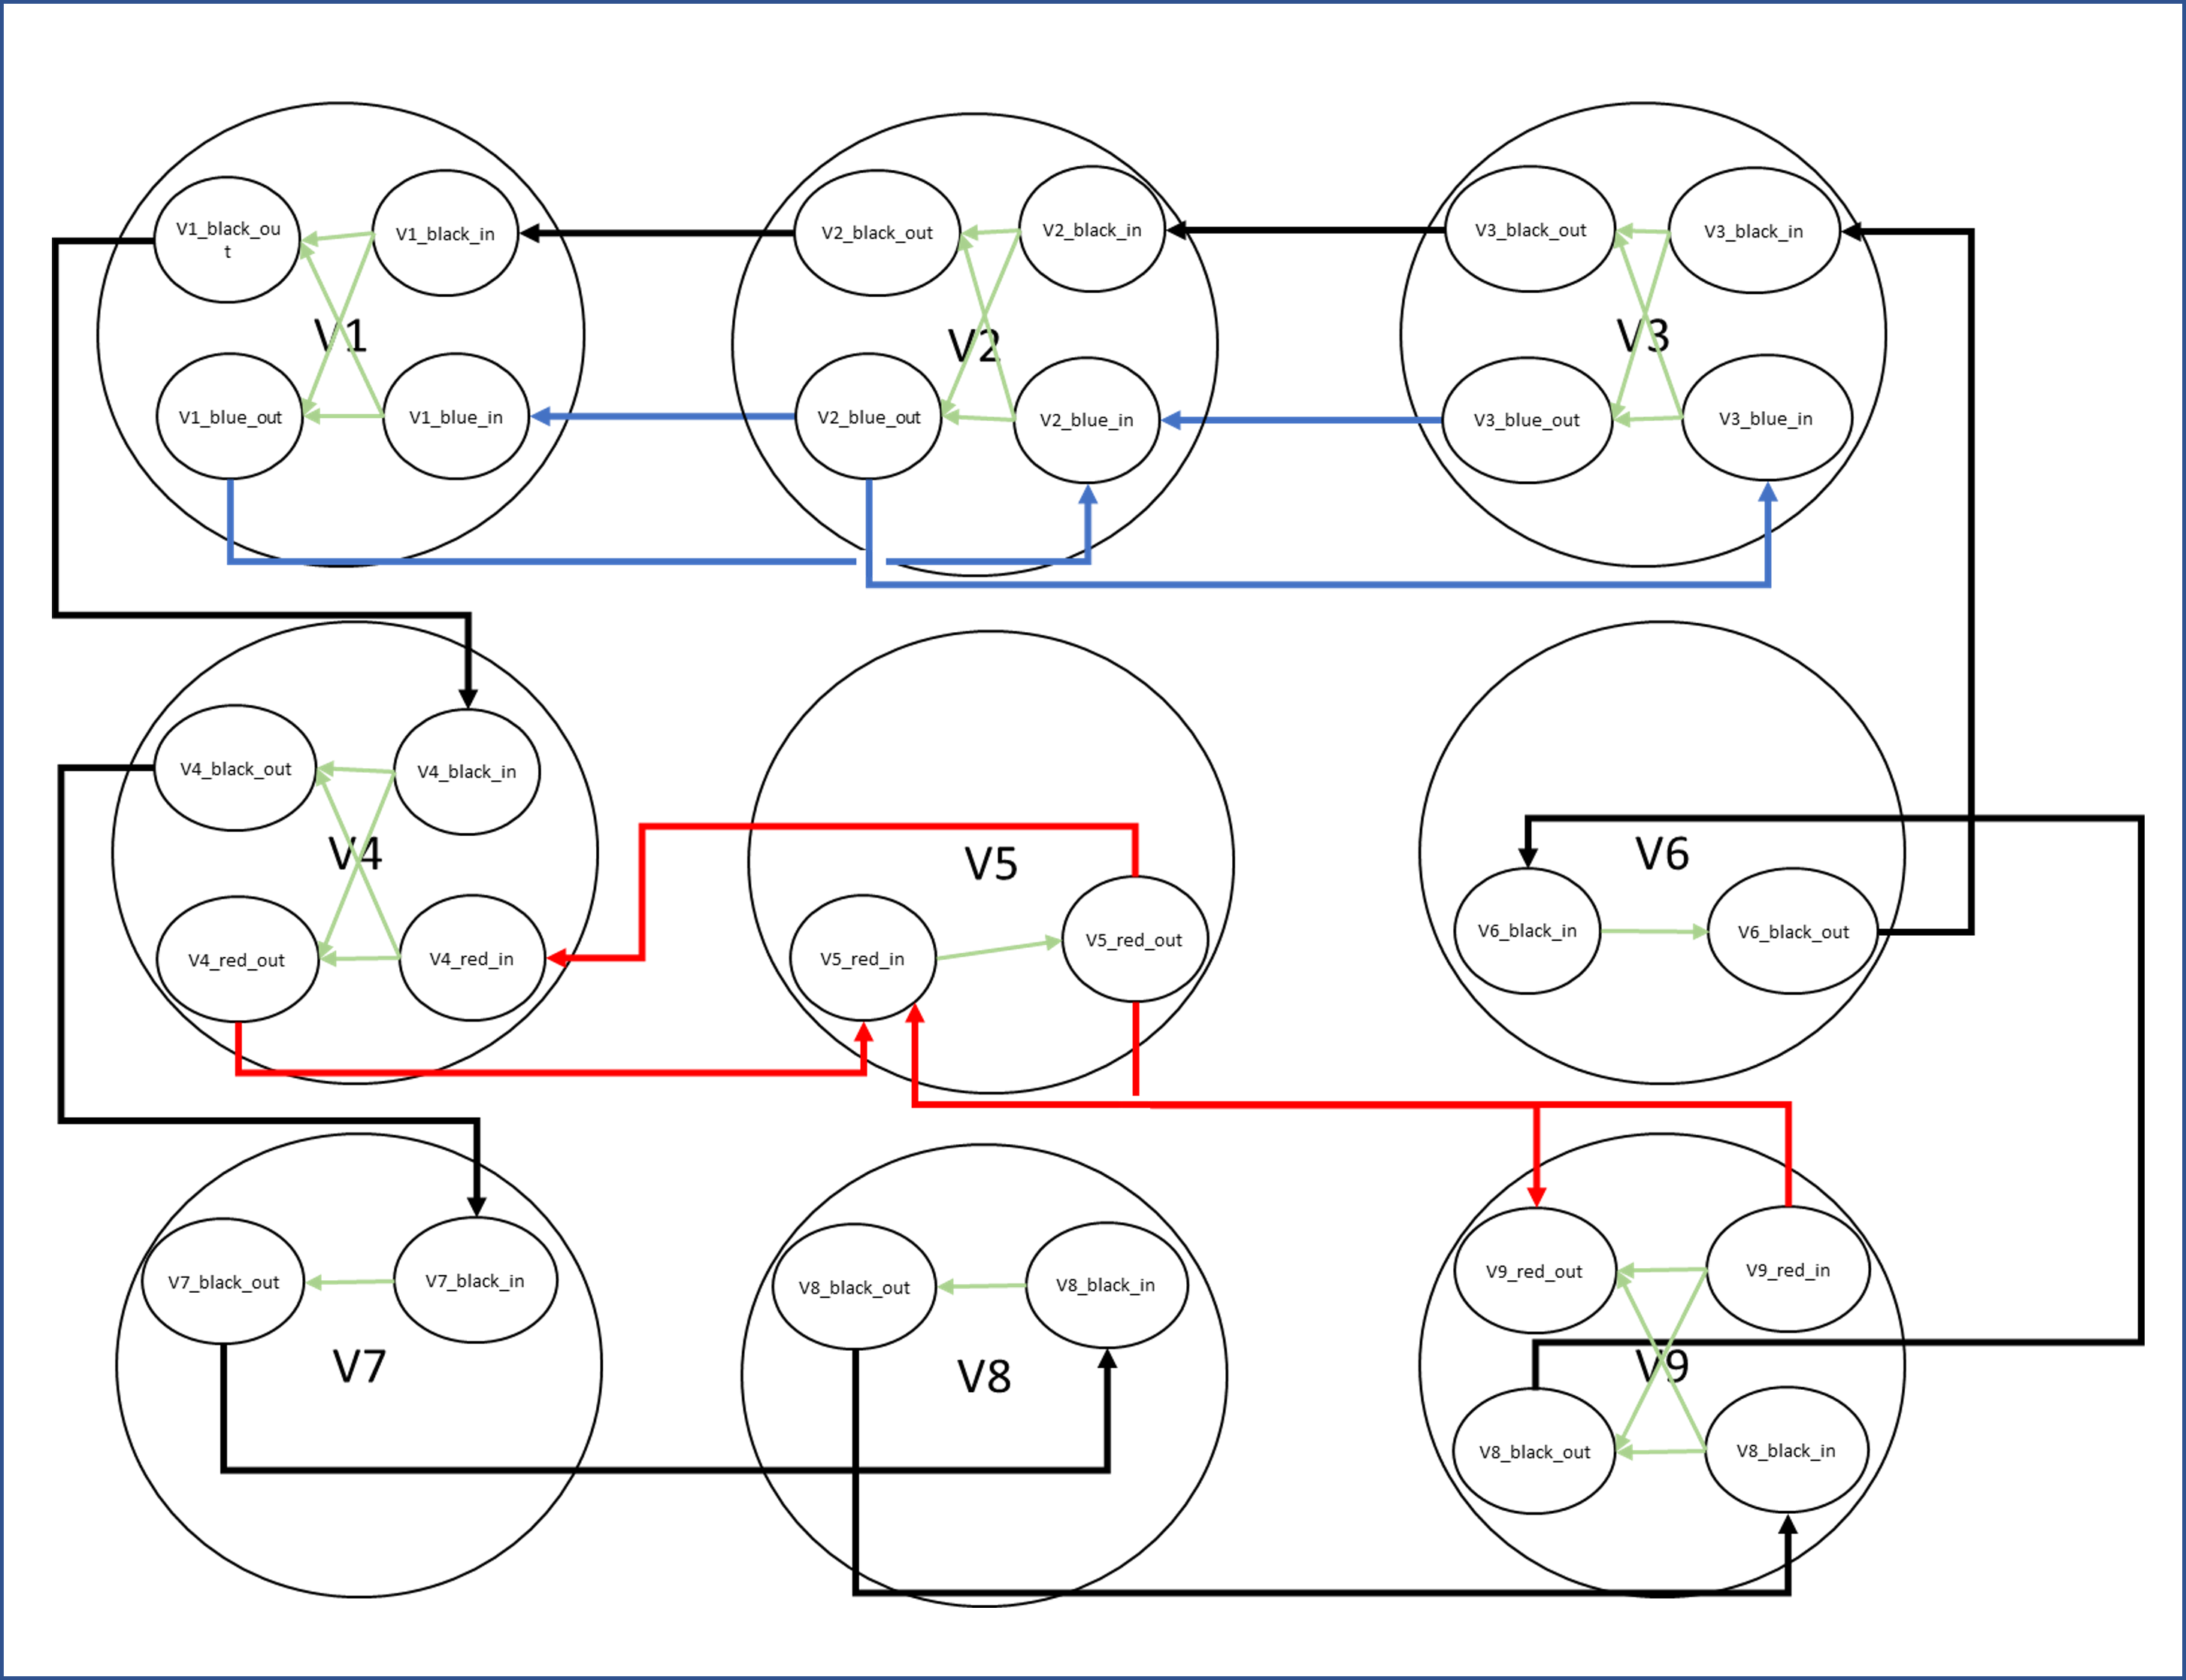 V1_black_ou
t
V1_black_in
V1
V1_blue_out
V1_blue_in
V2_black_out
V2_black_in
V2
V2_blue_out
V2_blue_in
V3_black_out
V3_black_in
V3
V3_blue_out
V3_blue_in
V4_black_out
V4_black_in
V4
V4_red_out
V4_red_in
V5
V5_red_in
V5_red_out
V6
V6_black_in
V6_black_out
V7_black_out
V7_black_in
V7
V8_black_out
V8_black_in
V8
V9_red_out
V9_red_in
V9
V8_black_out
V8_black_in